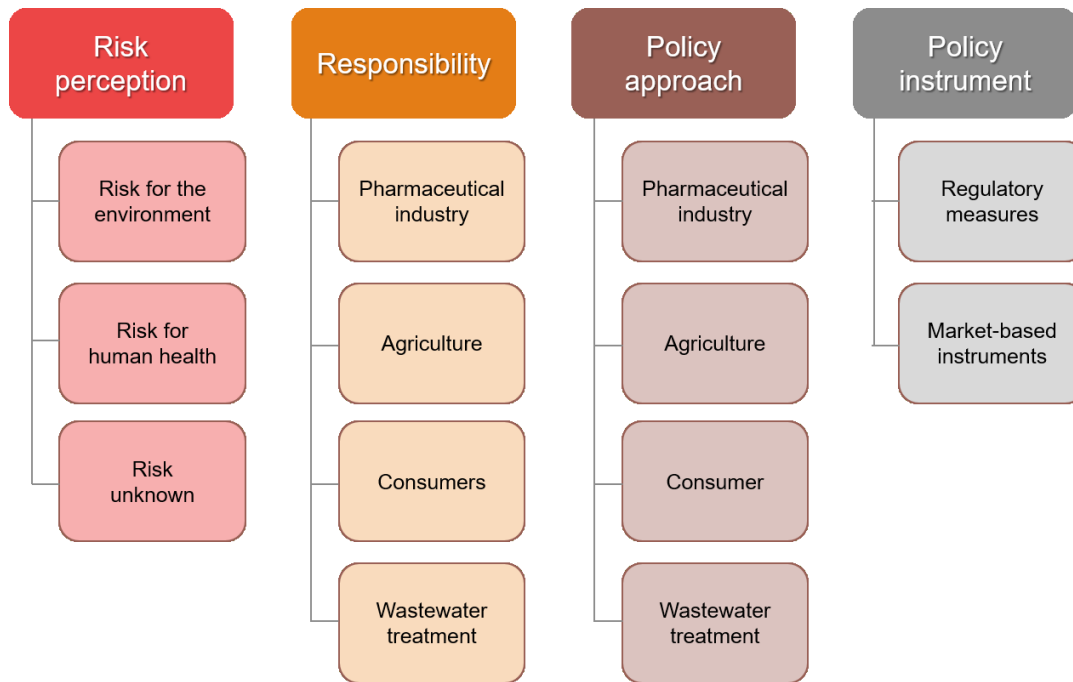 Risk
perception
Risk for the
environment
Risk for
human health
Risk
unknown
Responsibility
Pharmaceutical
industry
Agriculture
Consumers
Wastewater
treatment
Policy
approach
Pharmaceutical
industry
Agriculture
Consumer
Wastewater
treatment
Policy
instrument
Regulatory
measures
Market-based
instruments